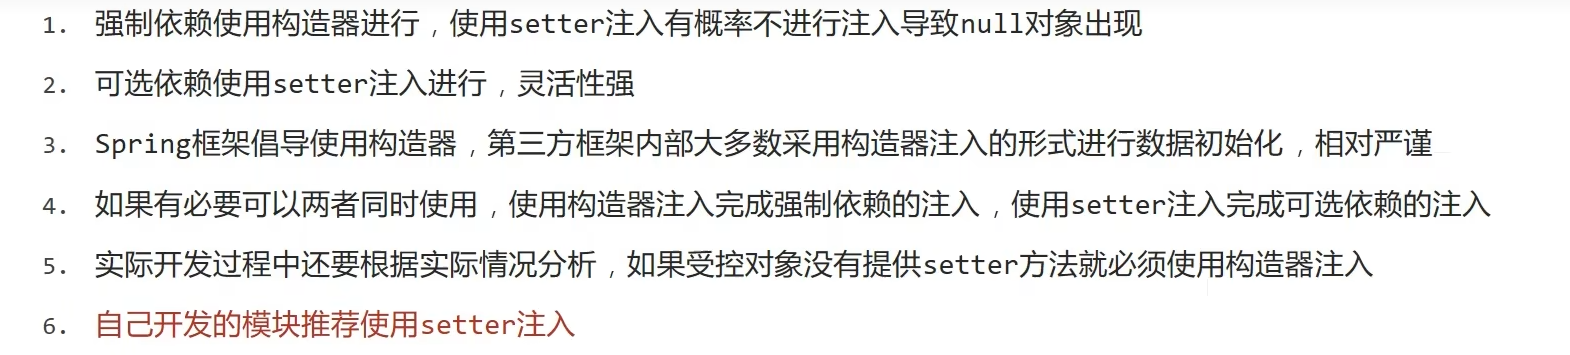 1. 强制依赖使用构造器进行，使用setter注入有概率不进行注入导致null对象出现
2. 可选依赖使用setter注入进行，灵活性强
3. Spring框架倡导使用构造器，第三方框架内部大多数采用构造器注入的形式进行数据初始化，相对严谨
4. 如果有必要可以两者同时使用，使用构造器注入完成强制依赖的注入，使用setter注入完成可选依赖的注入
5. 实际开发过程中还要根据实际情况分析，如果受控对象没有提供setter方法就必须使用构造器注入
6. 自己开发的模块推荐使用setter注入